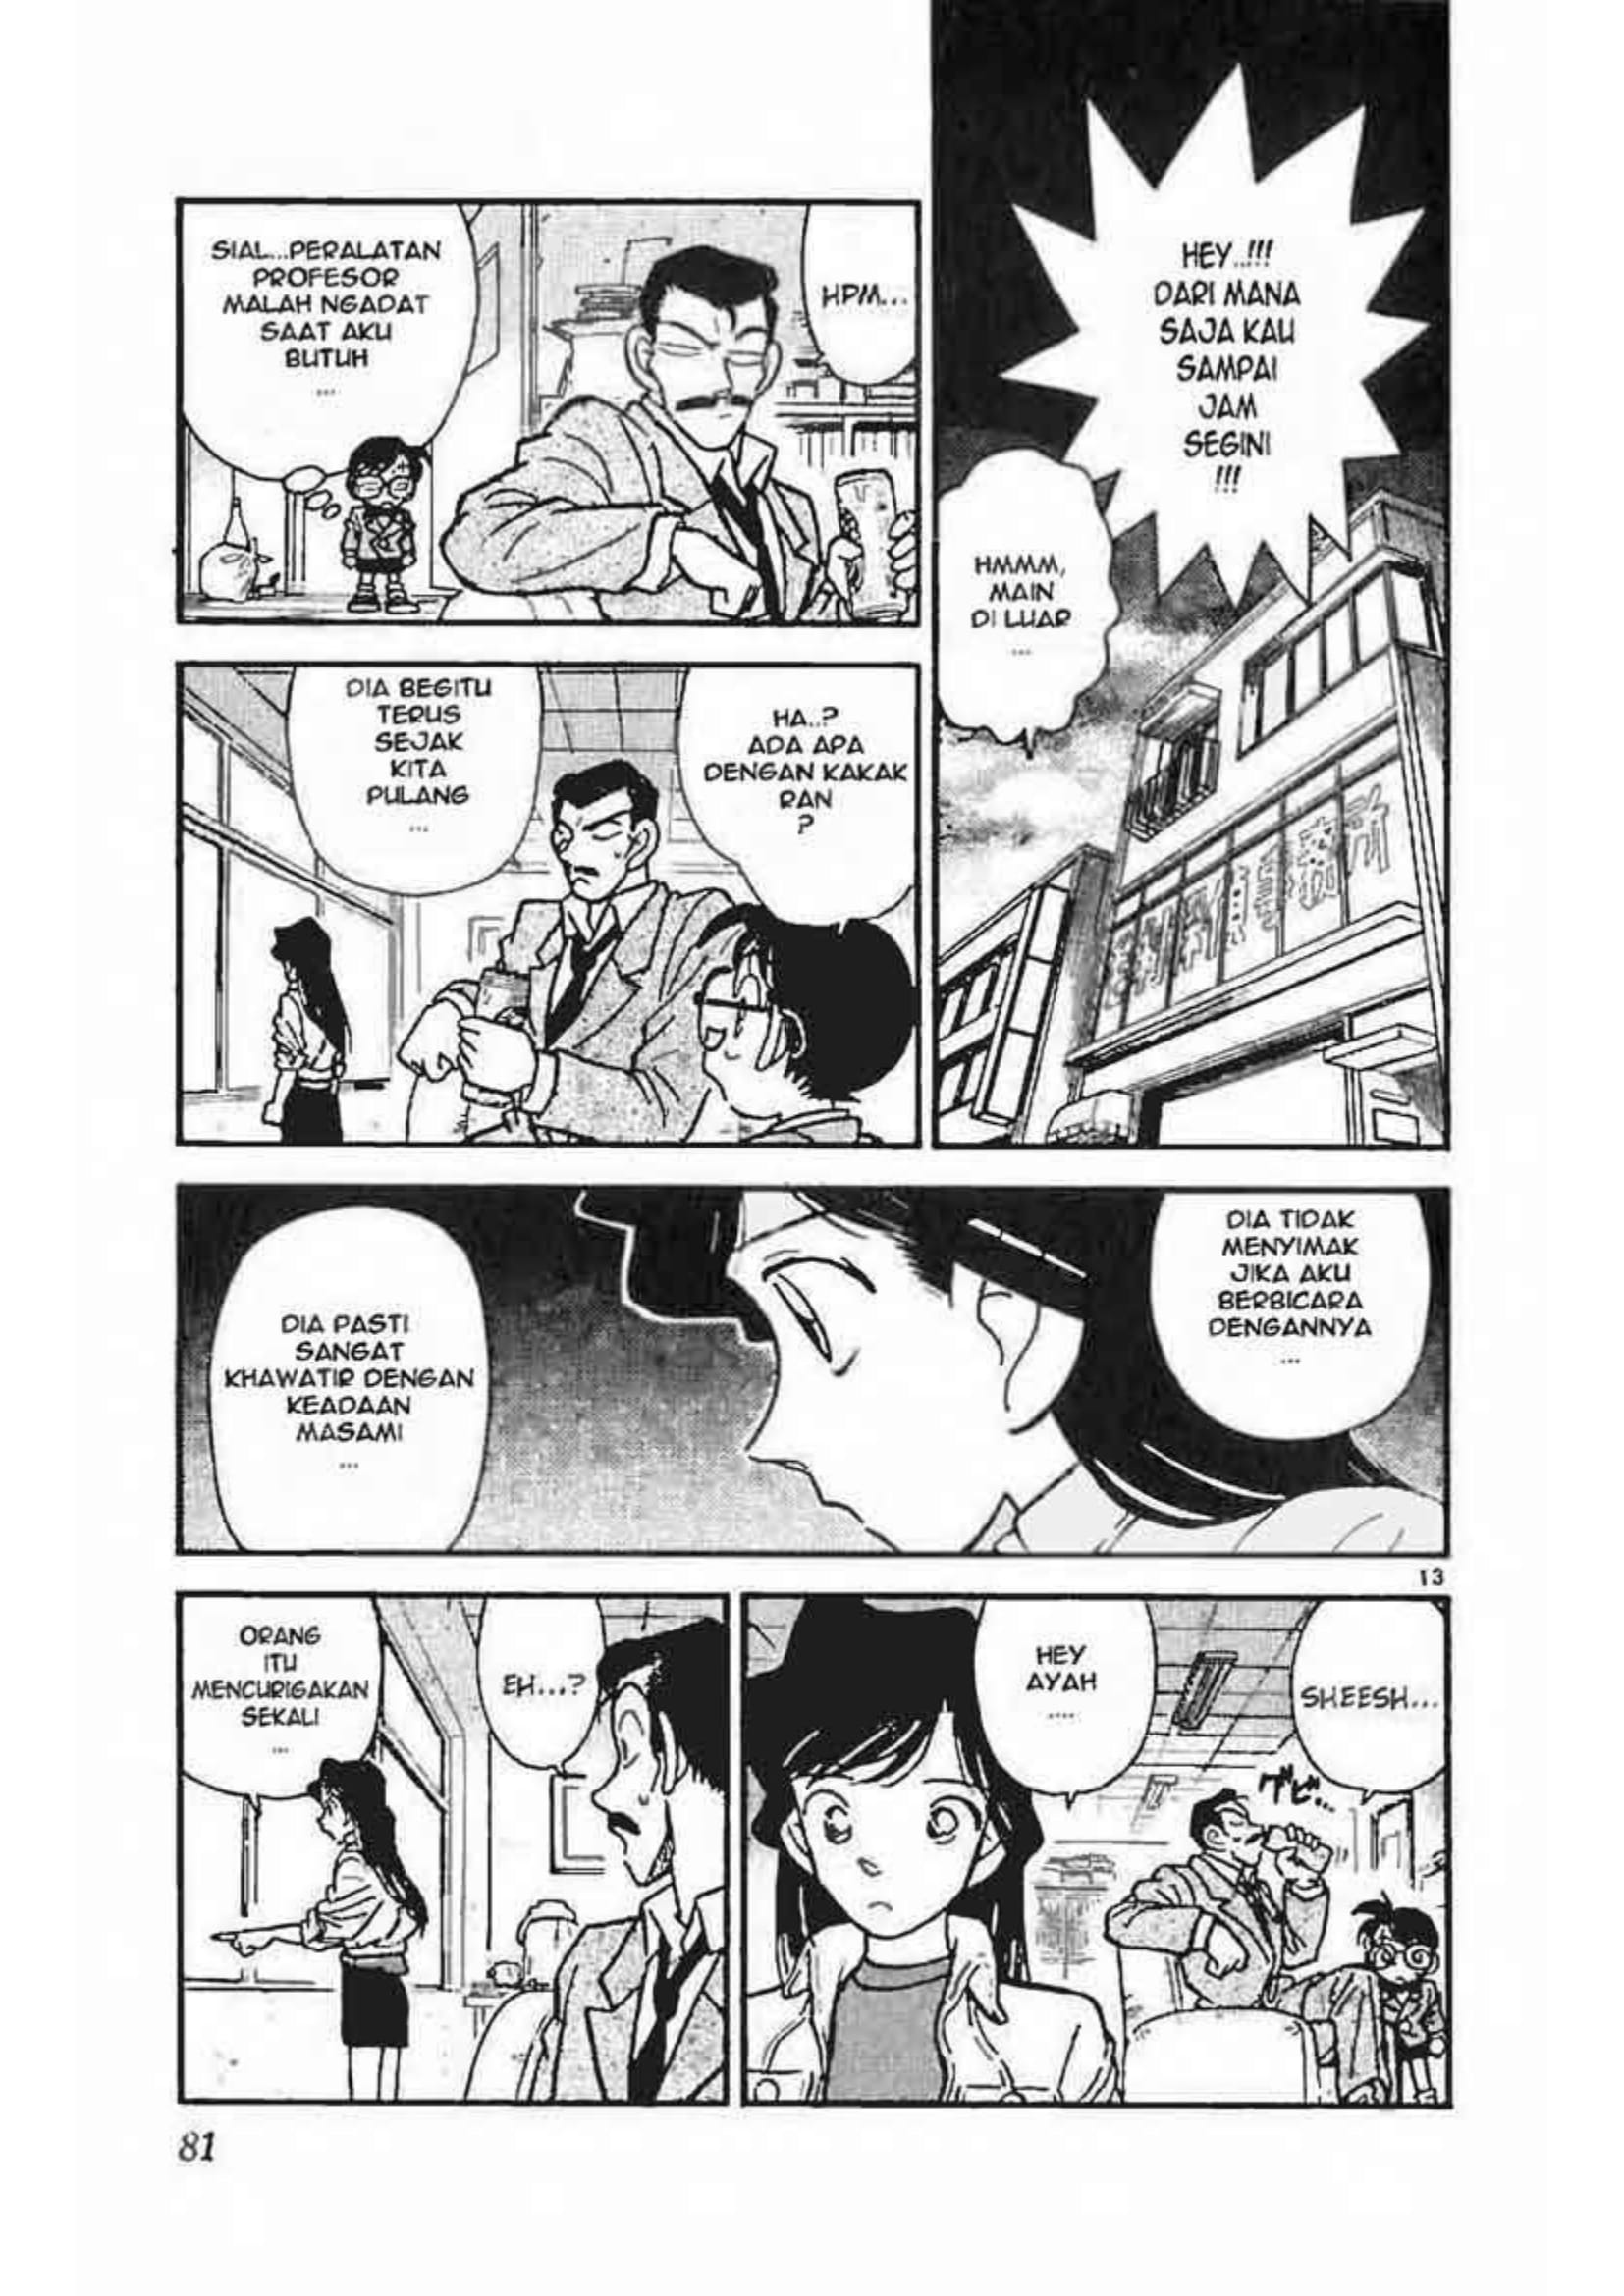 HEY..!!!
DARI MANA
SAJA KAU
SAMPAI
JAM
SEGINI
!!!
HMMM,
MAIN
DI LUAR
...
HPM...
SIAL...PERALATAN
PROFESOR
MALAH NGADAT
SAAT AKU
BUTUH
...
HA..?
ADA APA
DENGAN KAKAK
RAN
?
DIA BEGITU
TERUS
SEJAK
KITA
PULANG
...
DIA TIDAK
MENYIMAK
JIKA AKU
BERBICARA
DENGANNYA
...
DIA PASTI
SANGAT
KHAWATIR DENGAN
KEADAAN
MASAMI
...
13
SHEESH...
グビ...
HEY
AYAH
....
EH...?
ORANG
ITU
MENCURIGAKAN
SEKALI
...
81